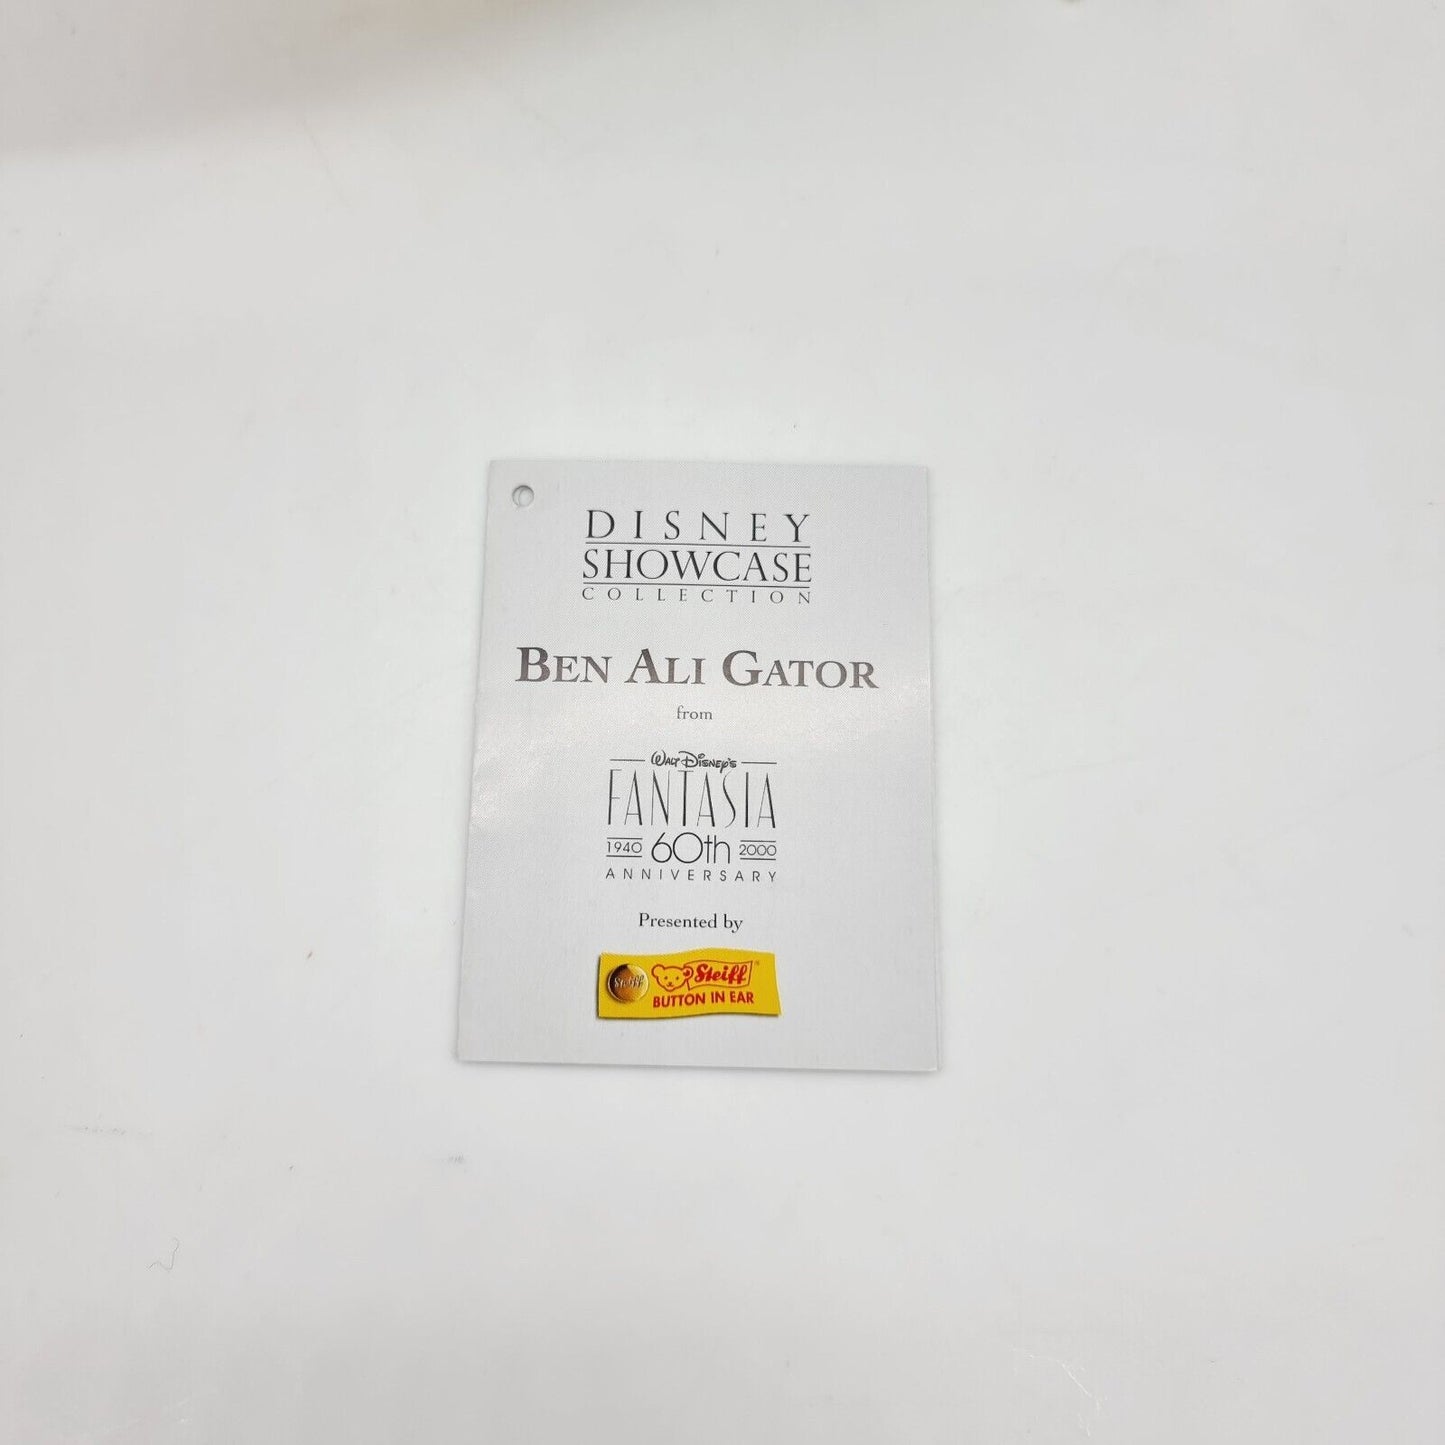 DISNEY
SHOWCASE
COLLECTION
BEN ALI GATOR
from
WALT DISNEY'S
FANTASIA
1940 60th 2000
ANNIVERSARY
Presented by
Steiff Steiff®
BUTTON IN EAR